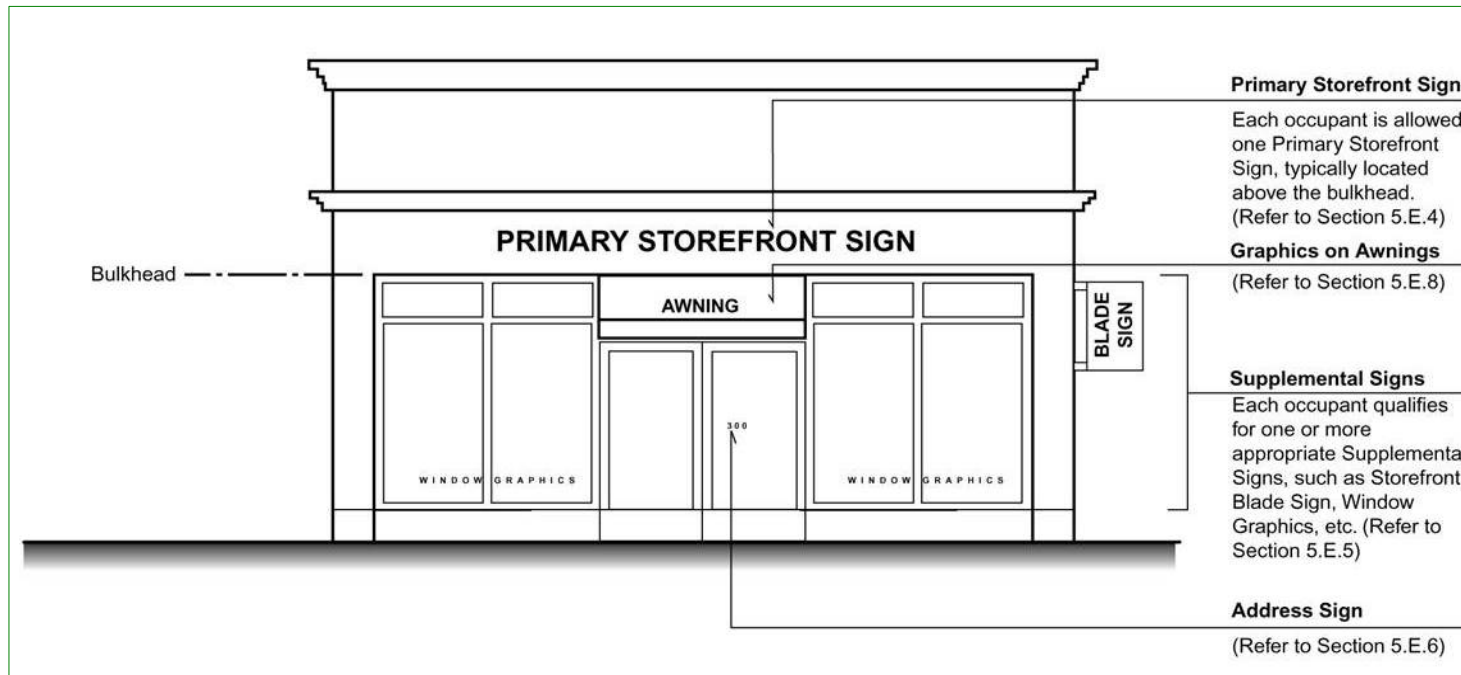 Primary Storefront Sign
Each occupant is allowed
one Primary Storefront
Sign, typically located
above the bulkhead.
(Refer to Section 5.E.4)
PRIMARY STOREFRONT SIGN
Graphics on Awnings
Bulkhead
(Refer to Section 5.E.8)
AWNING
BLADE
SIGN
Supplemental Signs
Each occupant qualifies
for one or more
appropriate Supplementa
Signs, such as Storefront
Blade Sign, Window
Graphics, etc. (Refer to
Section 5.E.5)
300
WINDOW GRAPHICS
WINDOW GRAPHICS
Address Sign
(Refer to Section 5.E.6)